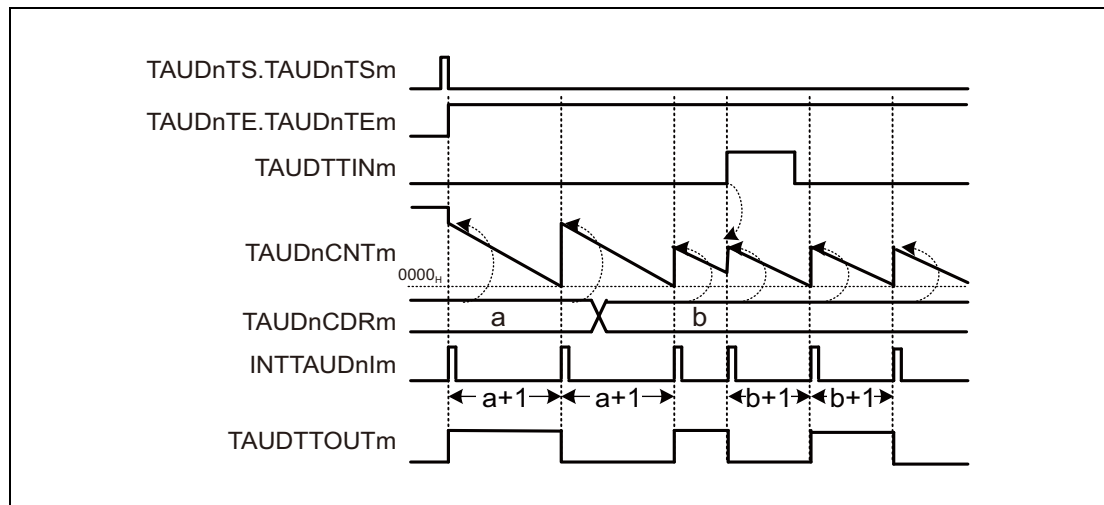 TAUDnTS.TAUDnTSm
TAUDnTE.TAUDnTEm
TAUDTTINm
TAUDnCNTm
0000H
TAUDnCDRm
a
b
INTTAUDnIm
a+1
a+1
b+1
b+1
TAUDTTOUTm